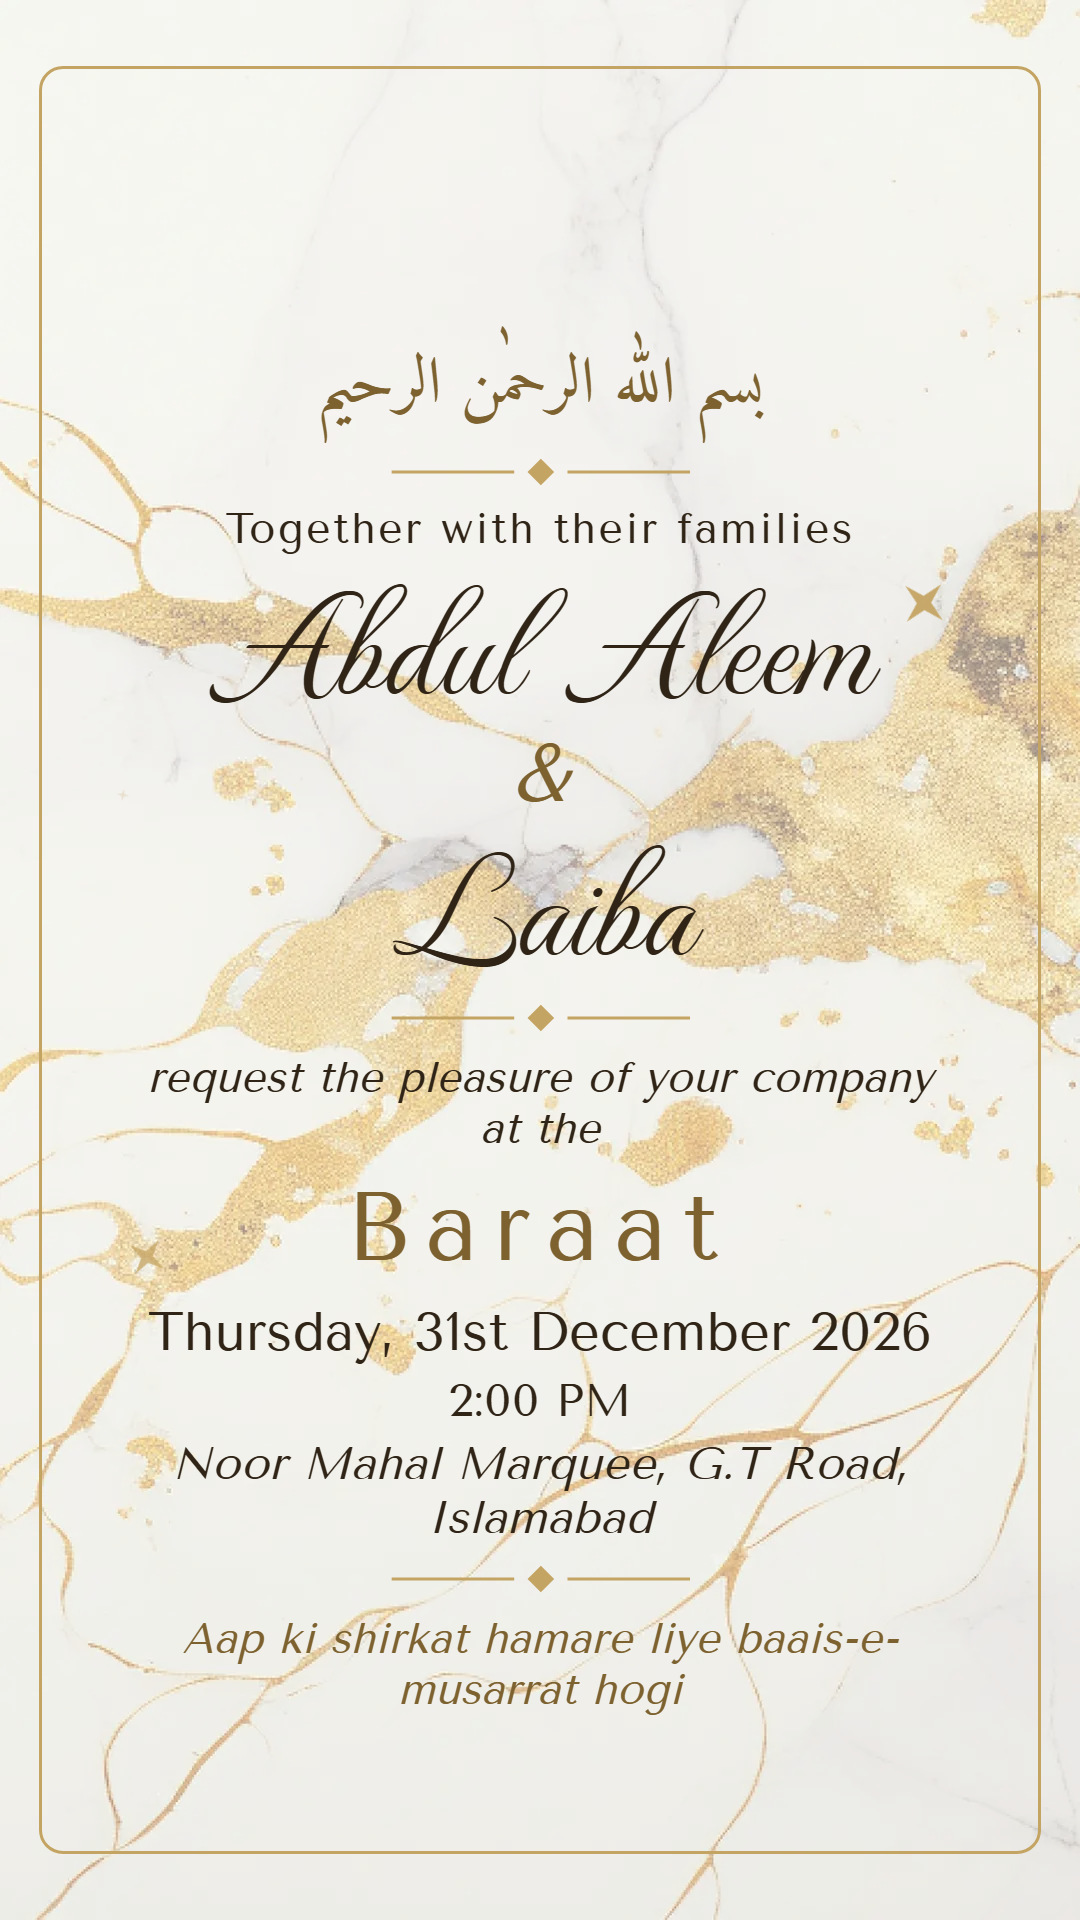 بسم الله الرحمٰن الرحيم
Together with their families
Abdul Aleem
&
Laiba
request the pleasure of your company
at the
Baraat
Thursday, 31st December 2026
2:00 PM
Noor Mahal Marquee, G.T Road,
Islamabad
Aap ki shirkat hamare liye baais-e-
musarrat hogi